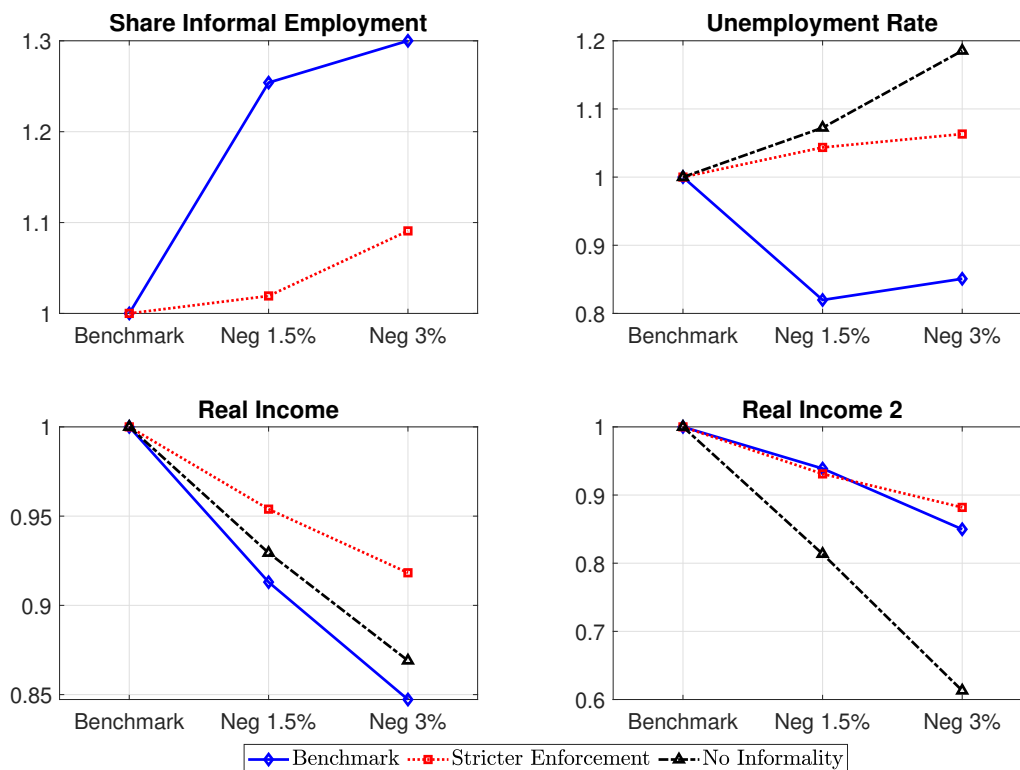 Share Informal Employment
1.3
1.2
1.1
1
Benchmark Neg 1.5% Neg 3%
Unemployment Rate
1.2
1.1
1
0.9
0.8
Benchmark Neg 1.5% Neg 3%
Real Income
1
0.95
0.9
0.85
Benchmark Neg 1.5% Neg 3%
Real Income 2
1
0.9
0.8
0.7
0.6
Benchmark Neg 1.5% Neg 3%
Benchmark Stricter Enforcement No Informality